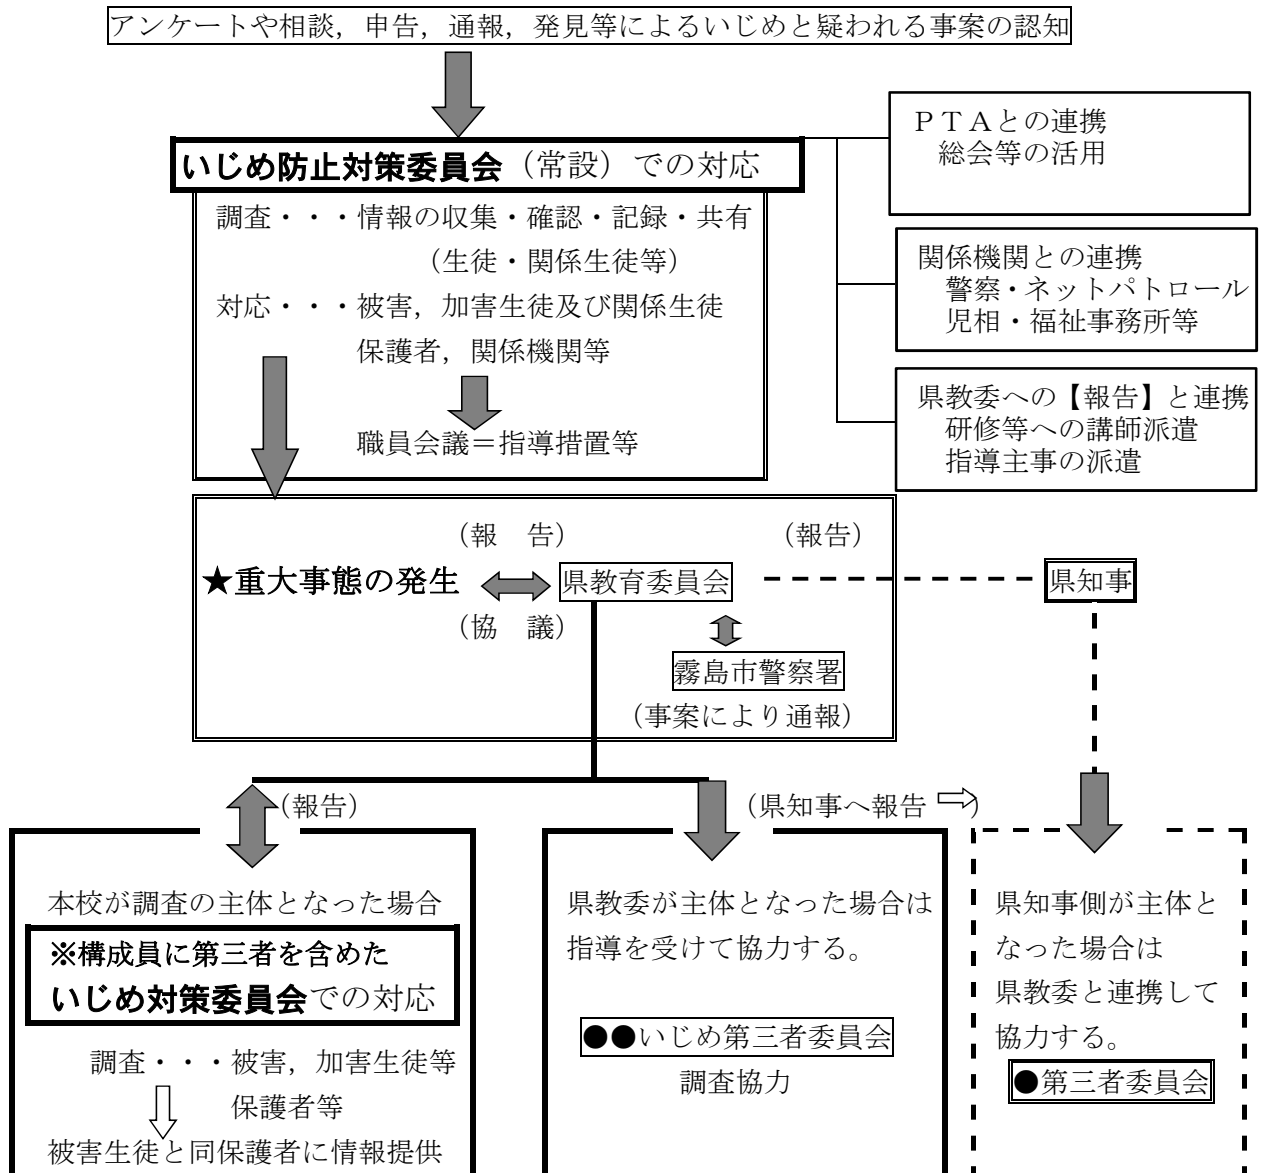 アンケートや相談，申告，通報，発見等によるいじめと疑われる事案の認知
いじめ防止対策委員会（常設）での対応
調査・・・情報の収集・確認・記録・共有
（生徒・関係生徒等）
対応・・・被害，加害生徒及び関係生徒
保護者，関係機関等
職員会議＝指導措置等
ＰＴＡとの連携
総会等の活用
関係機関との連携
警察・ネットパトロール
児相・福祉事務所等
県教委への【報告】と連携
研修等への講師派遣
指導主事の派遣
（報　告）
（報告）
★重大事態の発生
県教育委員会
県知事
（協　議）
霧島市警察署
（事案により通報）
（報告）
（県知事へ報告 ⇨）
本校が調査の主体となった場合
※構成員に第三者を含めた
いじめ対策委員会での対応
調査・・・被害，加害生徒等
保護者等
被害生徒と同保護者に情報提供
県教委が主体となった場合は
指導を受けて協力する。
●●いじめ第三者委員会
調査協力
県知事側が主体と
なった場合は
県教委と連携して
協力する。
●第三者委員会